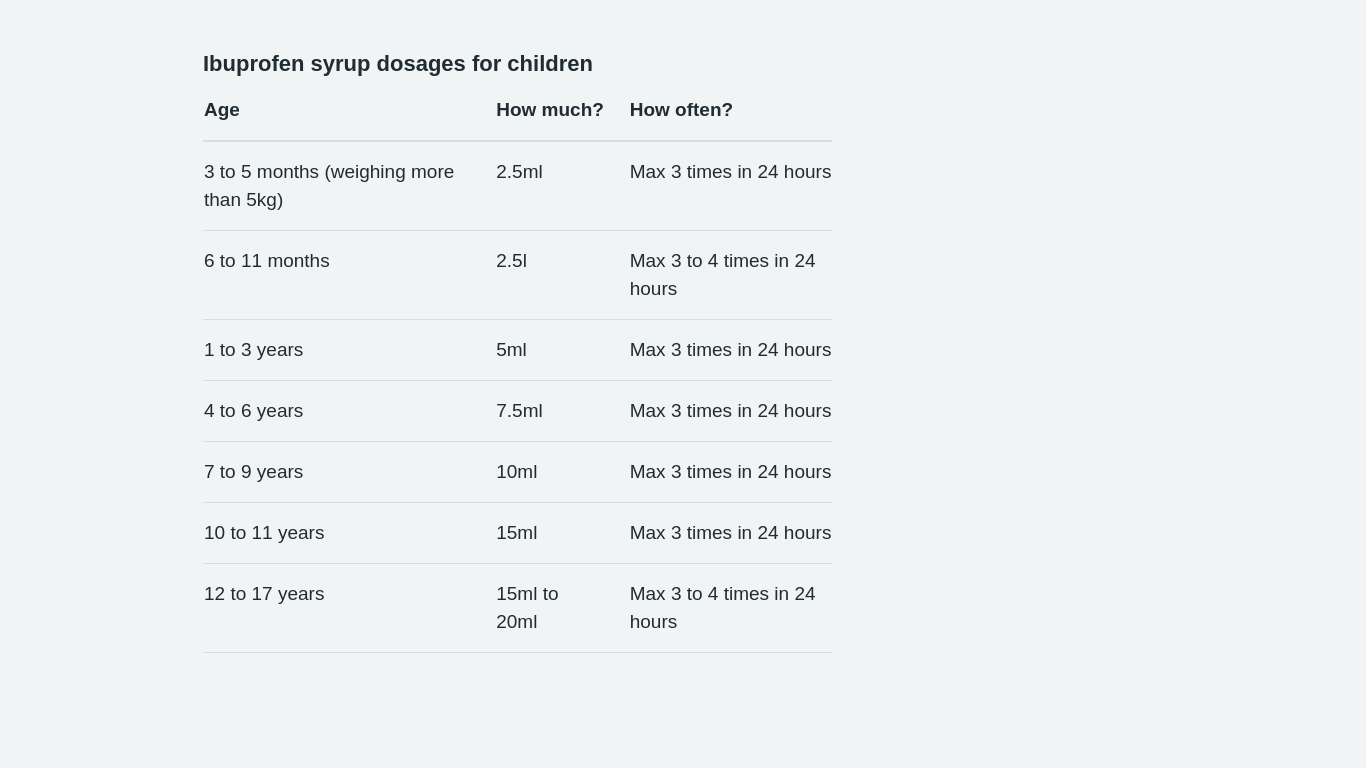 Ibuprofen syrup dosages for children
Age How much? How often?
3 to 5 months (weighing more 2.5ml Max 3 times in 24 hours
than 5kg)
6 to 11 months 2.5l Max 3 to 4 times in 24
hours
1 to 3 years 5ml Max 3 times in 24 hours
4 to 6 years 7.5ml Max 3 times in 24 hours
7 to 9 years 10ml Max 3 times in 24 hours
10 to 11 years 15ml Max 3 times in 24 hours
12 to 17 years 15ml to Max 3 to 4 times in 24
20ml hours